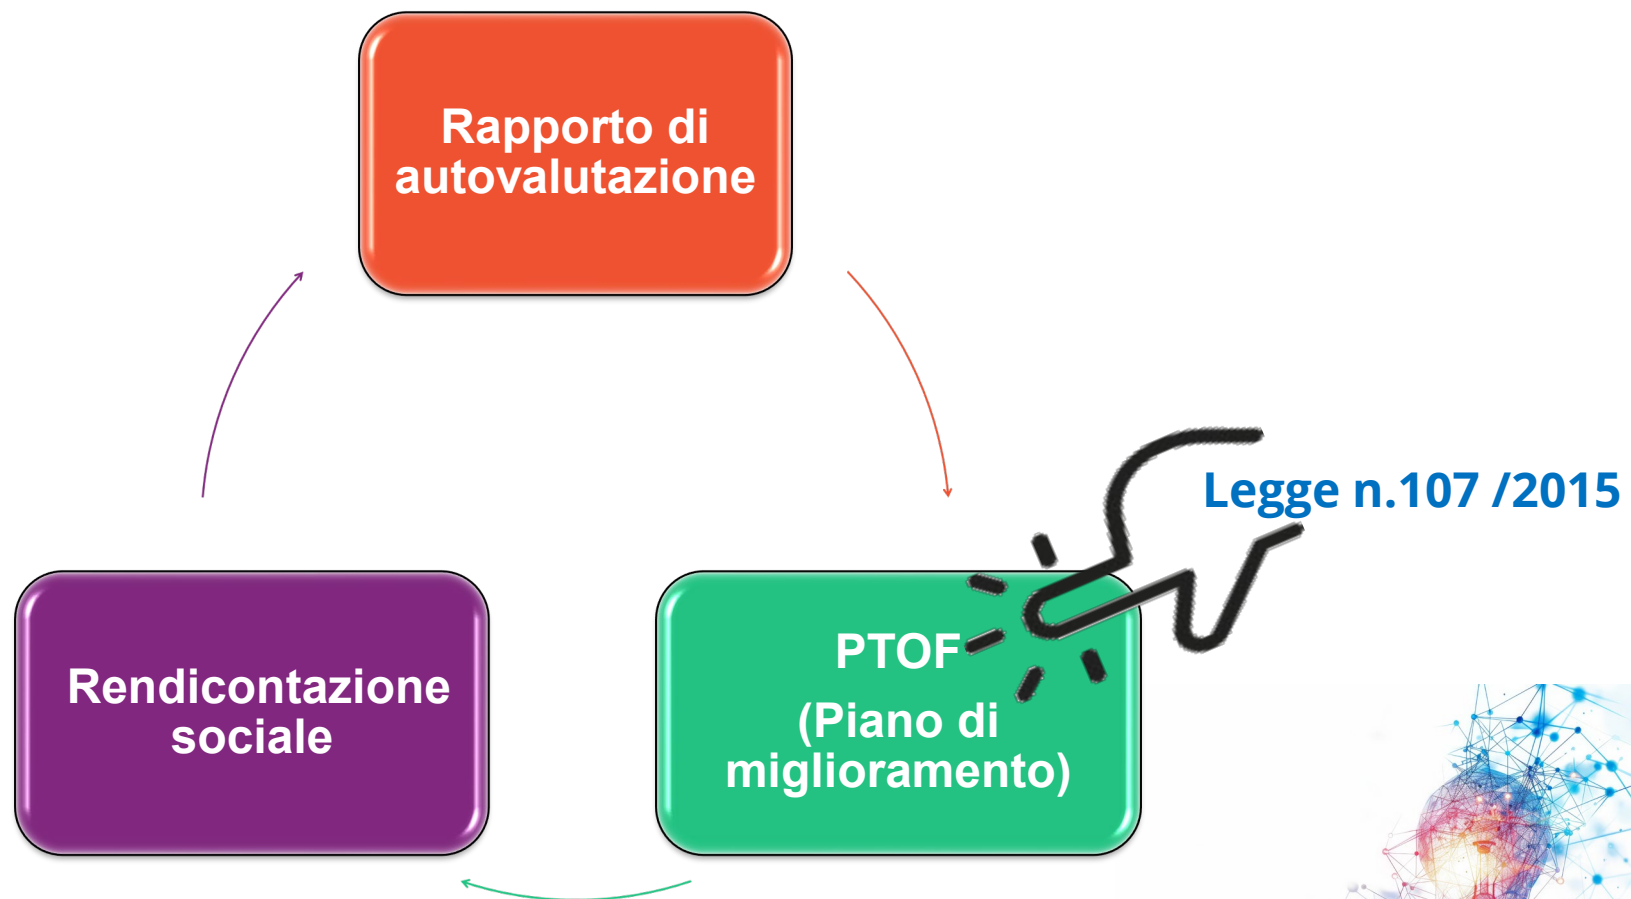 Rapporto di
autovalutazione
Legge n.107 /2015
PTOF
(Piano di
miglioramento)
Rendicontazione
sociale